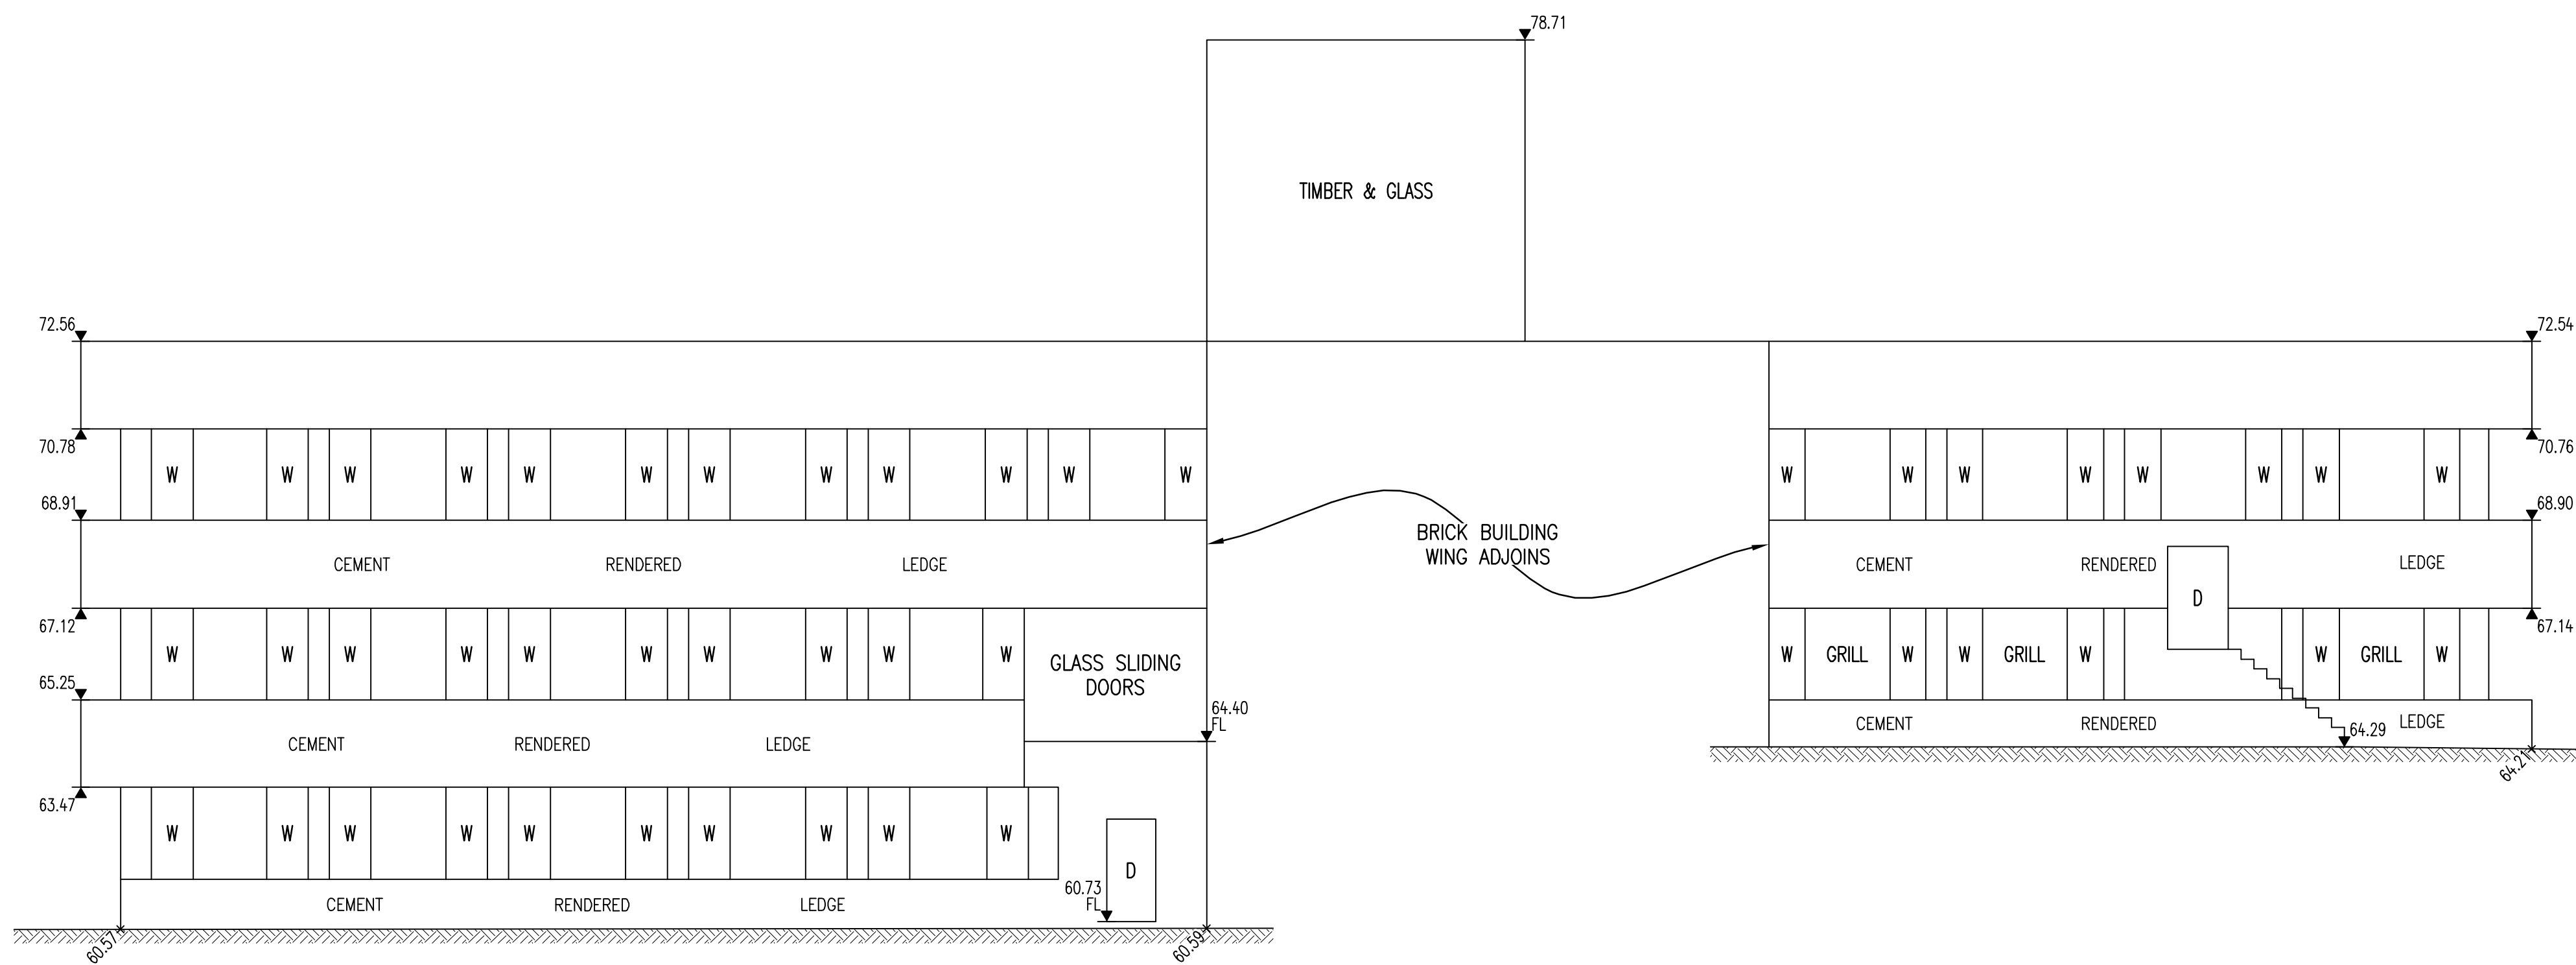 78.71
TIMBER & GLASS
72.56
72.54
70.78
70.76
W W W W W W W W W W W W
W W W W W W W W
68.91
68.90
BRICK BUILDING
WING ADJOINS
CEMENT RENDERED LEDGE
CEMENT RENDERED LEDGE
D
67.12
67.14
W W W W W W W W W
GLASS SLIDING
DOORS
W GRILL W W GRILL W W GRILL W
65.25
64.40
FL
CEMENT RENDERED LEDGE
CEMENT RENDERED LEDGE
64.29
64.21
63.47
W W W W W W W W W
D
60.73
FL
CEMENT RENDERED LEDGE
60.57
60.59